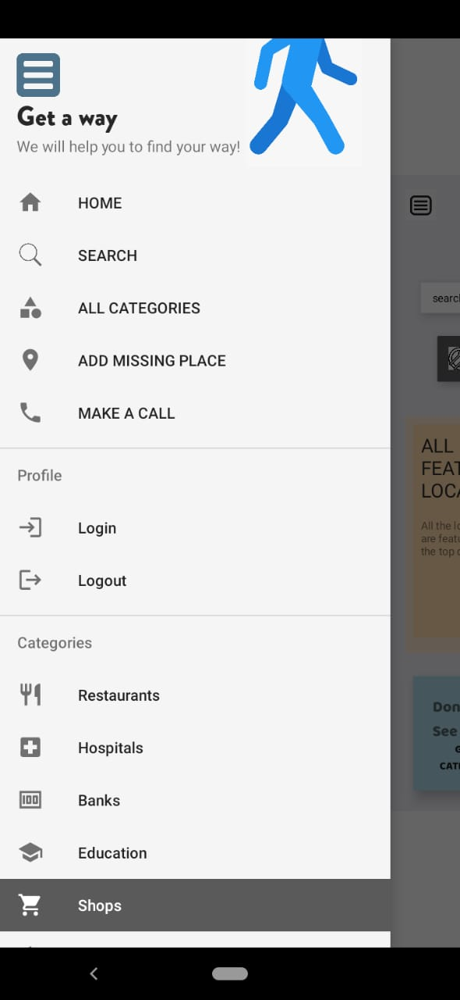 Get a way
We will help you to find your way!
HOME
SEARCH
ALL CATEGORIES
ADD MISSING PLACE
MAKE A CALL
Profile
Login
Logout
Categories
Restaurants
Hospitals
Banks
100
Education
Shops
searc
ALL
FEAT
LOCA
All the lo
are featu
the top
Don
See
CATE